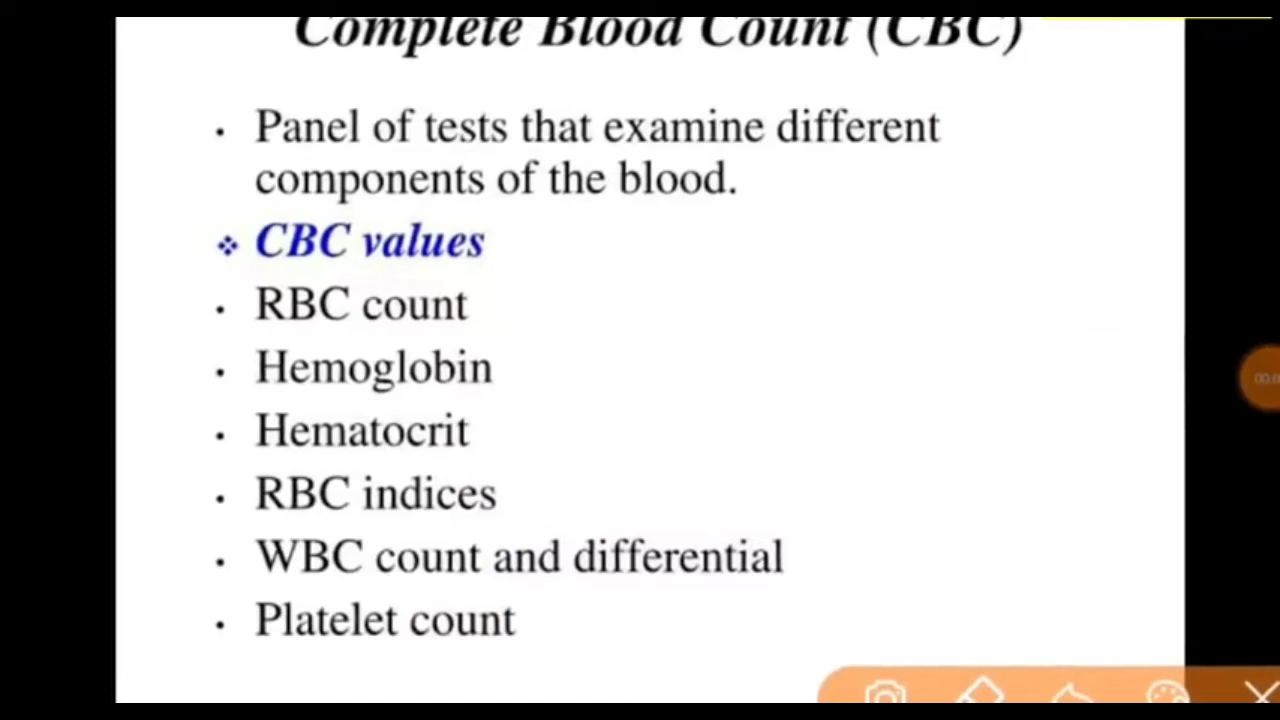 Complete Blood Count (CBC)
• Panel of tests that examine different
components of the blood.
❖ CBC values
• RBC count
• Hemoglobin
• Hematocrit
• RBC indices
• WBC count and differential
• Platelet count